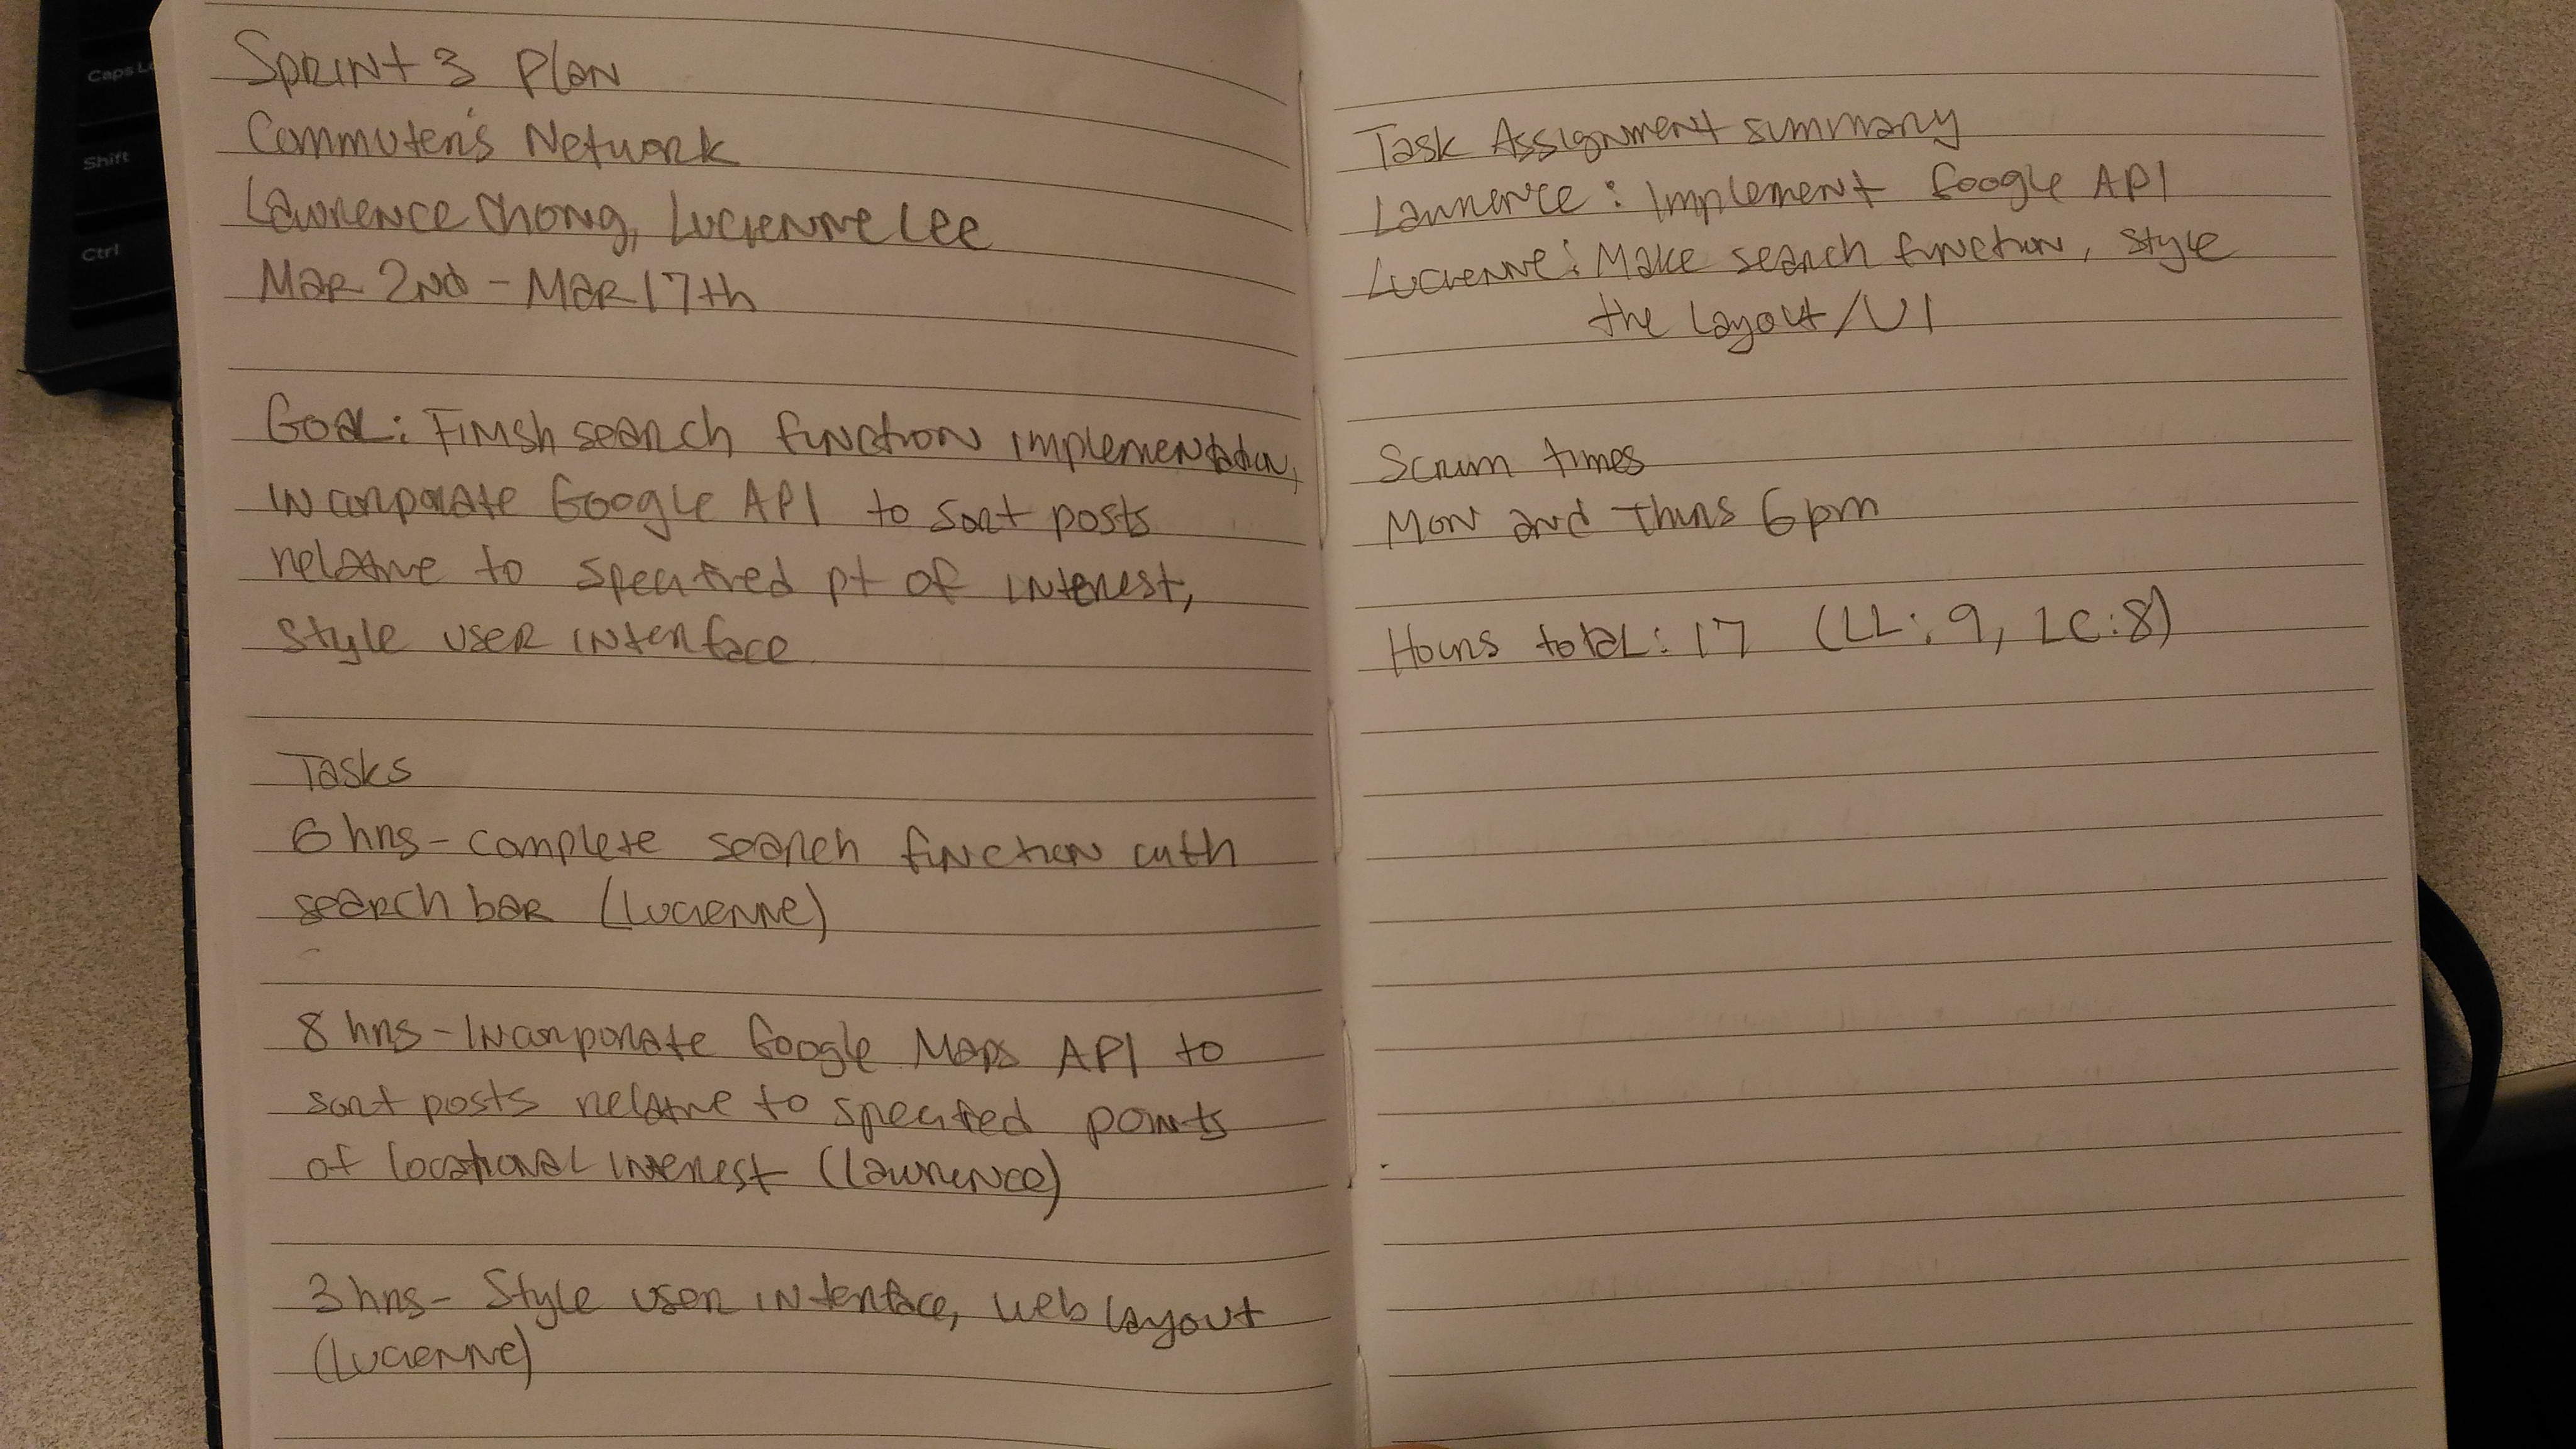 Caps Lo
Shift
Ctrl
Sprint 3 Plan
Commuter's Network
Lawrence Chong, Lucienne Lee
Mar 2nd - Mar 17th
Goal: Finish search function implementation,
incorporate Google API to sort posts
relative to specified pt of interest,
style user interface
Tasks
6 hrs - complete search function with
search bar (Lucienne)
8 hrs - Incorporate Google Maps API to
sort posts relative to specified points
of locational interest (Lawrence)
3 hrs - Style user interface, web layout
(Lucienne)
Task Assignment summary
Lawrence: Implement Google API
Lucienne: Make search function, style
the layout/UI
Scrum times
Mon and Thurs 6pm
Hours total: 17 (LL: 9, LC: 8)